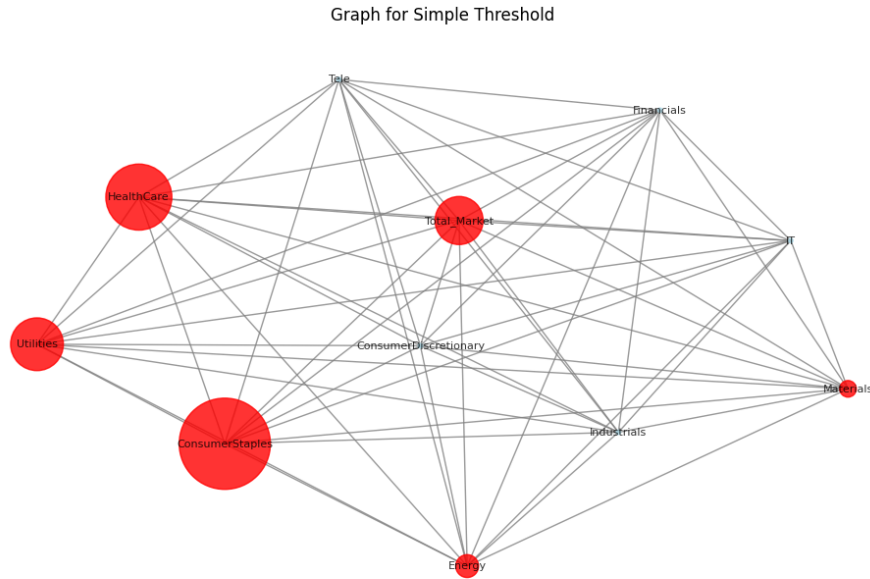 Graph for Simple Threshold
Tele
Financials
HealthCare
Total_Market
IT
Utilities
ConsumerDiscretionary
Materials
Industrials
ConsumerStaples
Energy